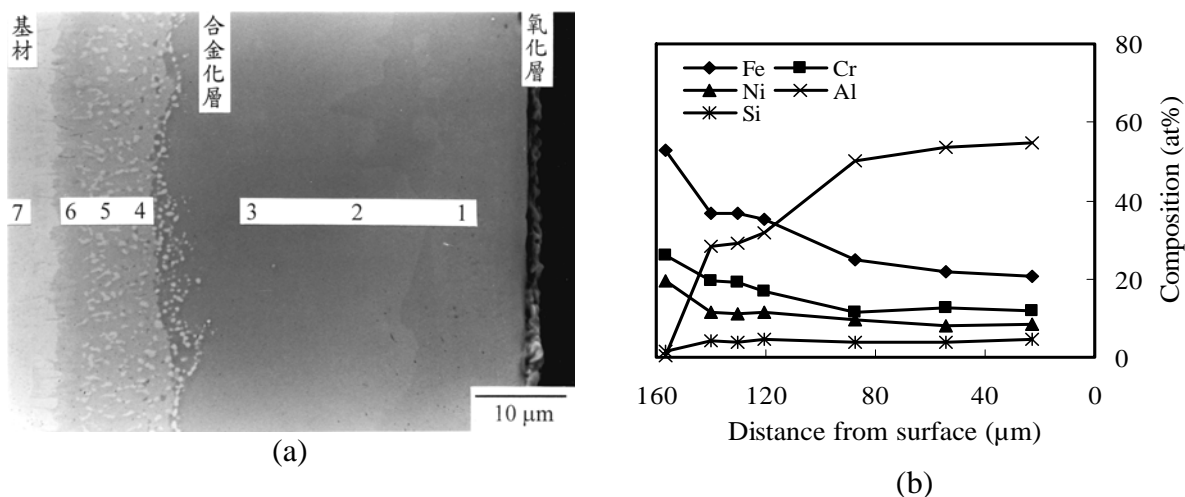 基材
合金化層
氧化層
7 6 5 4 3 2 1
10 μm
(a)
Fe Cr
Ni Al
Si
80
60
40
20
0
Composition (at%)
160 120 80 40 0
Distance from surface (μm)
(b)